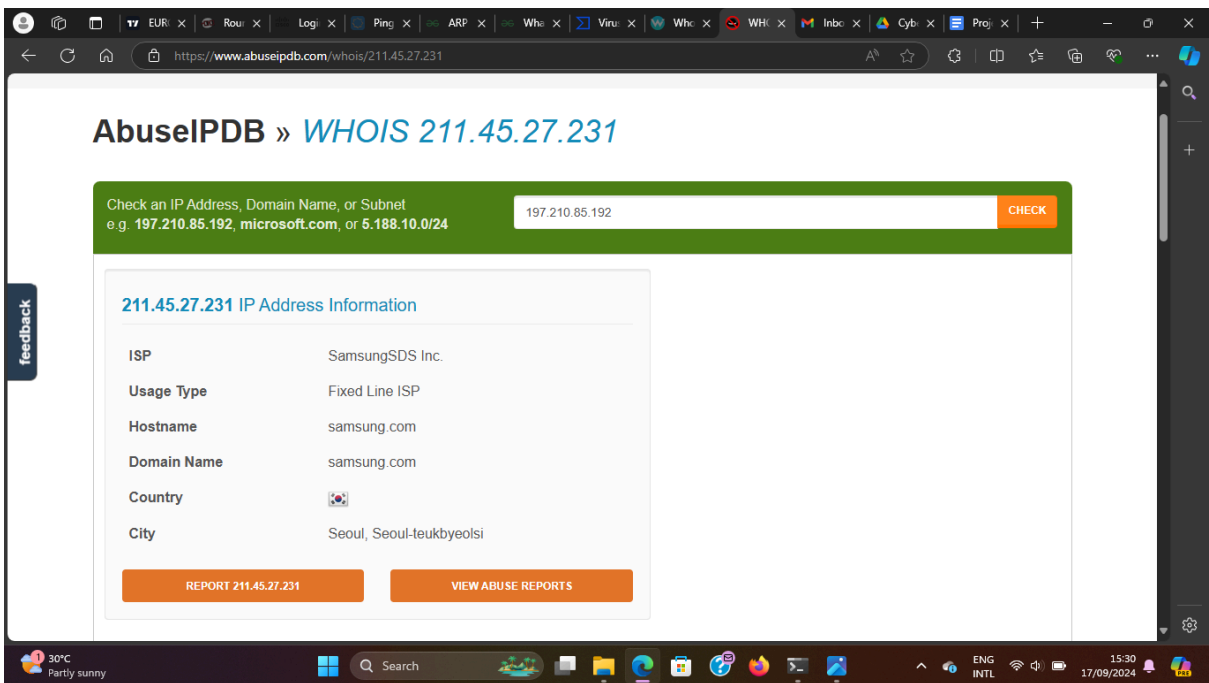 EUR
Rour
Logi
Ping
ARP
Wha
Viru
Who
WHO
Inbo
Cybe
Proje
https://www.abuseipdb.com/whois/211.45.27.231
AbuseIPDB » WHOIS 211.45.27.231
Check an IP Address, Domain Name, or Subnet
e.g. 197.210.85.192, microsoft.com, or 5.188.10.0/24
197.210.85.192
CHECK
feedback
211.45.27.231 IP Address Information
ISP SamsungSDS Inc.
Usage Type Fixed Line ISP
Hostname samsung.com
Domain Name samsung.com
Country
City Seoul, Seoul-teukbyeolsi
REPORT 211.45.27.231
VIEW ABUSE REPORTS
1
30°C
Partly sunny
Search
ENG
INTL
15:30
17/09/2024
PRE